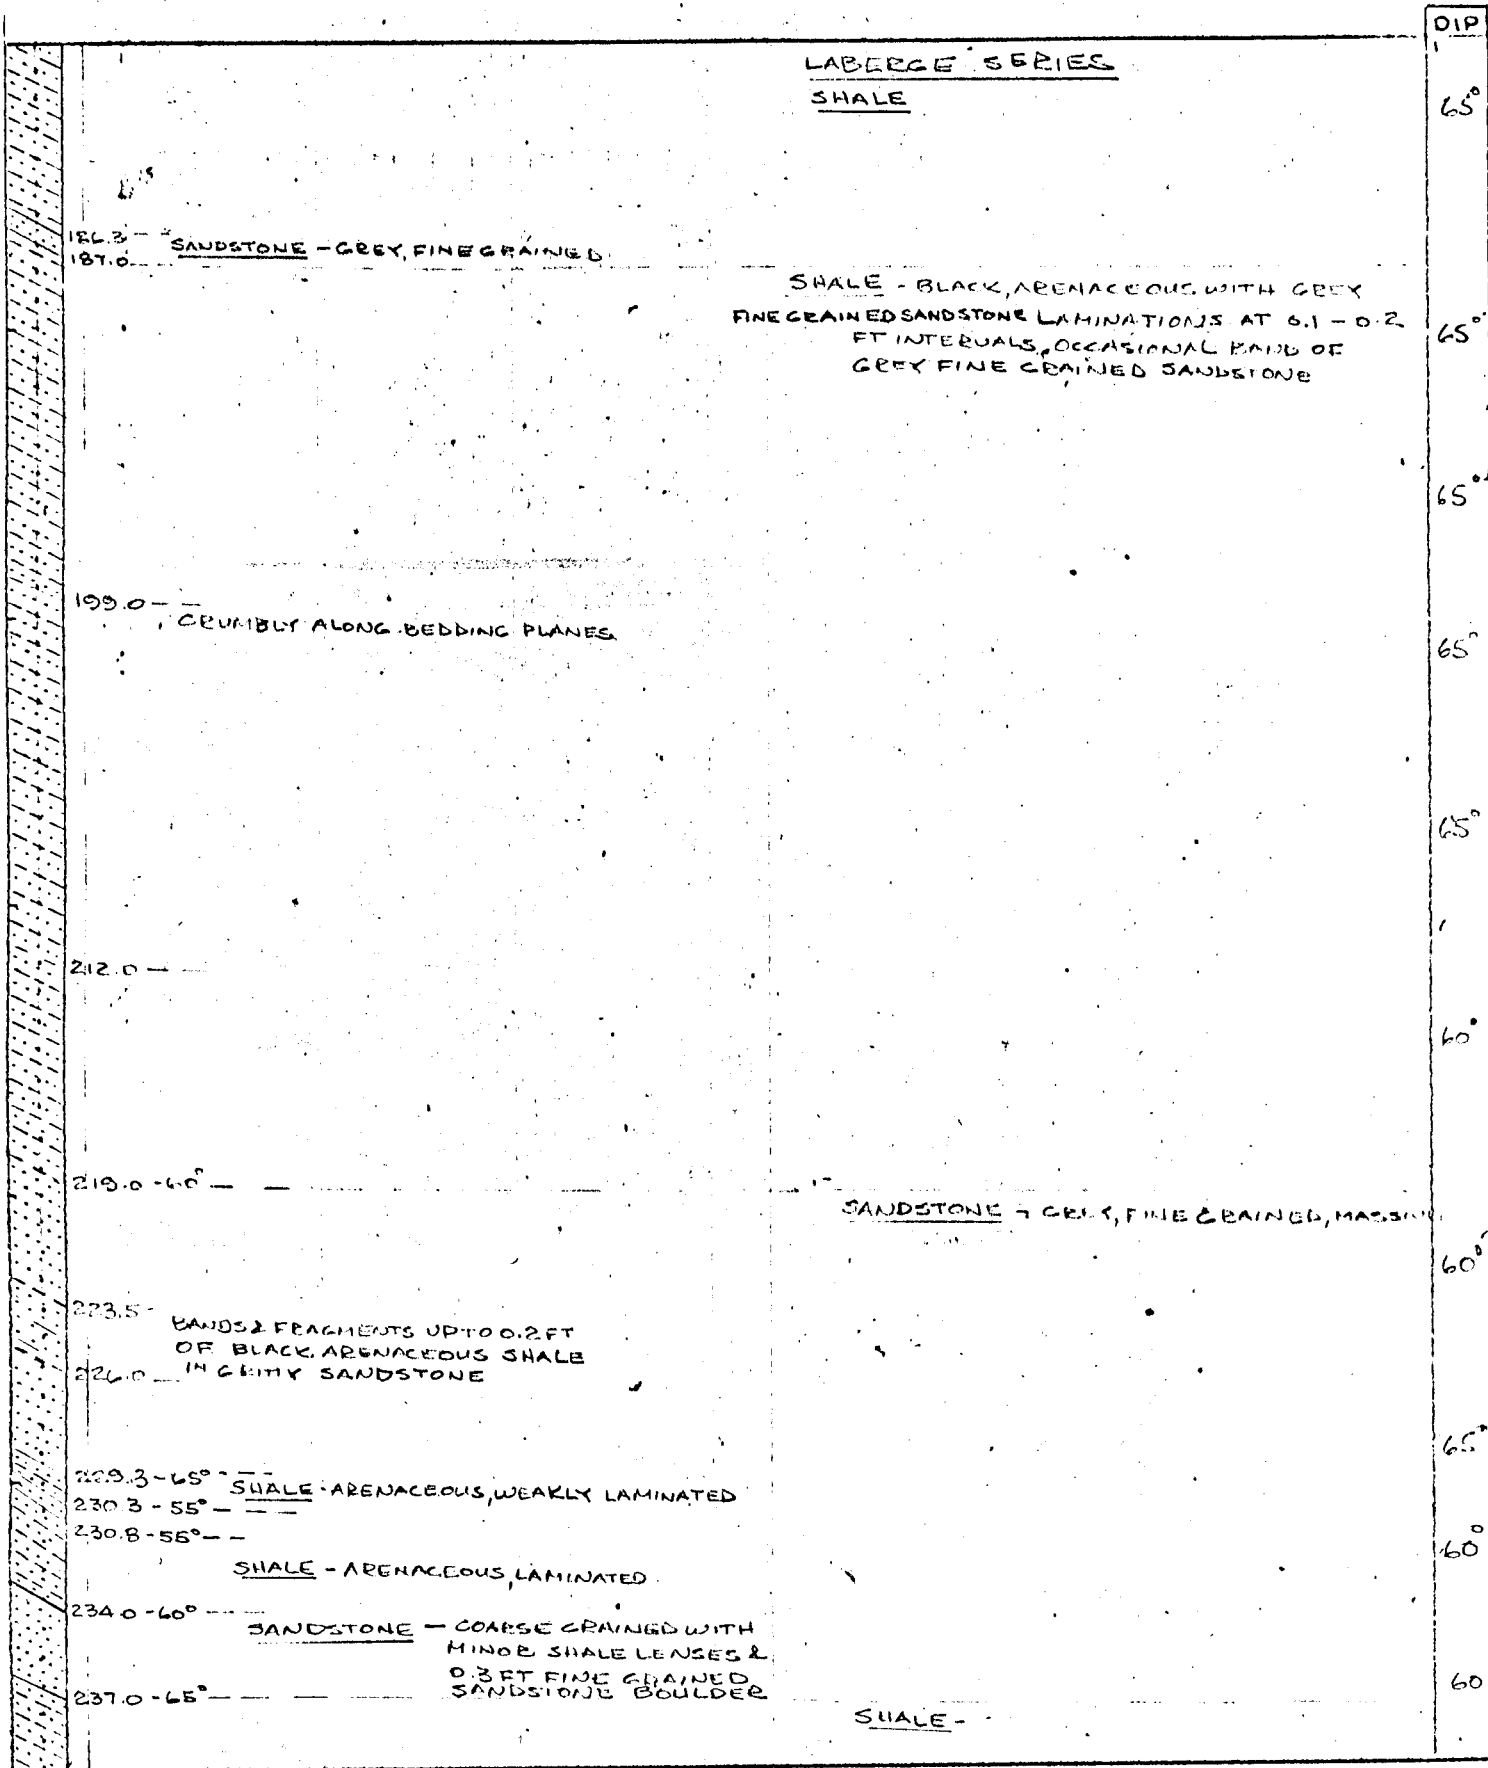 DIP
LABERGE SERIES
SHALE
65°
186.3
SANDSTONE - GREY, FINE GRAINED
187.0
SHALE - BLACK, ARENACEOUS WITH GREY
FINE GRAINED SANDSTONE LAMINATIONS AT 0.1 - 0.2
FT INTERVALS, OCCASIONAL BAND OF
GREY FINE GRAINED SANDSTONE
65°
65°
199.0
CRUMBLY ALONG BEDDING PLANES
65°
65°
212.0
60°
219.0 - 60°
SANDSTONE - GREY, FINE GRAINED, MASSIVE
60°
223.5
BANDS & FRAGMENTS UP TO 0.2 FT
OF BLACK ARENACEOUS SHALE
226.0 IN GRITTY SANDSTONE
65°
229.3 - 65°
SHALE - ARENACEOUS, WEAKLY LAMINATED
230.3 - 55°
230.8 - 55°
60°
SHALE - ARENACEOUS, LAMINATED
234.0 - 60°
SANDSTONE - COARSE GRAINED WITH
MINOR SHALE LENSES &
0.3 FT FINE GRAINED
SANDSTONE BOULDER
60
237.0 - 65°
SHALE -